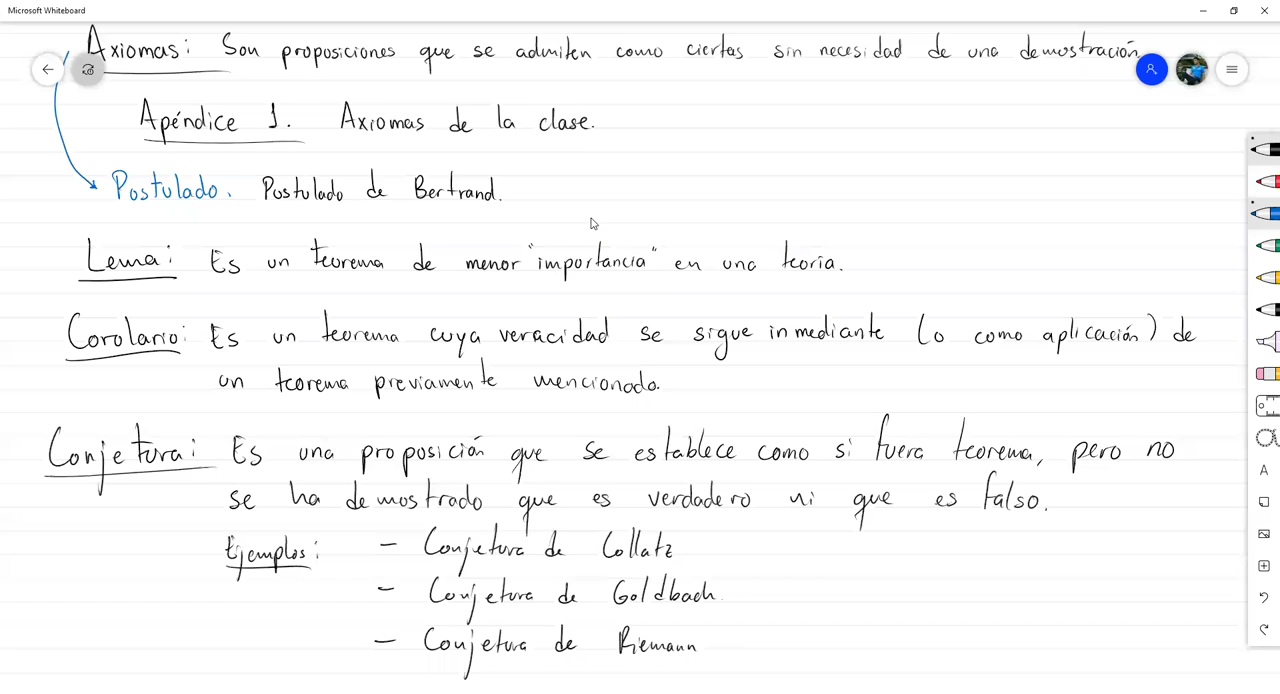 Microsoft Whiteboard
Axiomas: Son proposiciones que se admiten como ciertas sin necesidad de una demostración
Apéndice 1. Axiomas de la clase.
Postulado. Postulado de Bertrand.
Lema: Es un teorema de menor "importancia" en una teoría.
Corolario: Es un teorema cuya veracidad se sigue inmediante (o como aplicación) de
un teorema previamente mencionado.
Conjetura: Es una proposición que se establece como si fuera teorema, pero no
se ha demostrado que es verdadero ni que es falso.
Ejemplos: - Conjetura de Collatz
- Conjetura de Goldbach.
- Conjetura de Riemann